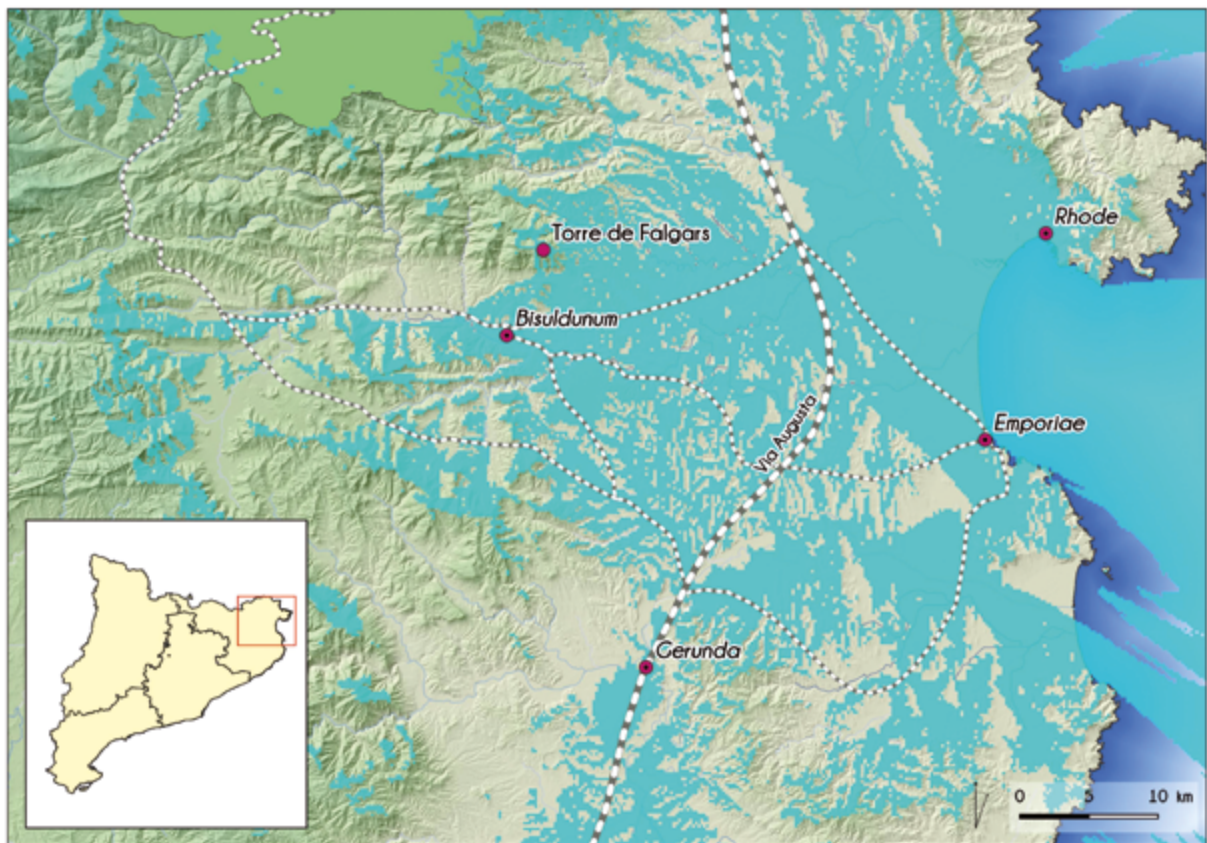 Rhode
Torre de Falgars
Bisuldunum
Via Augusta
Emporiae
Gerunda
0 5 10 km